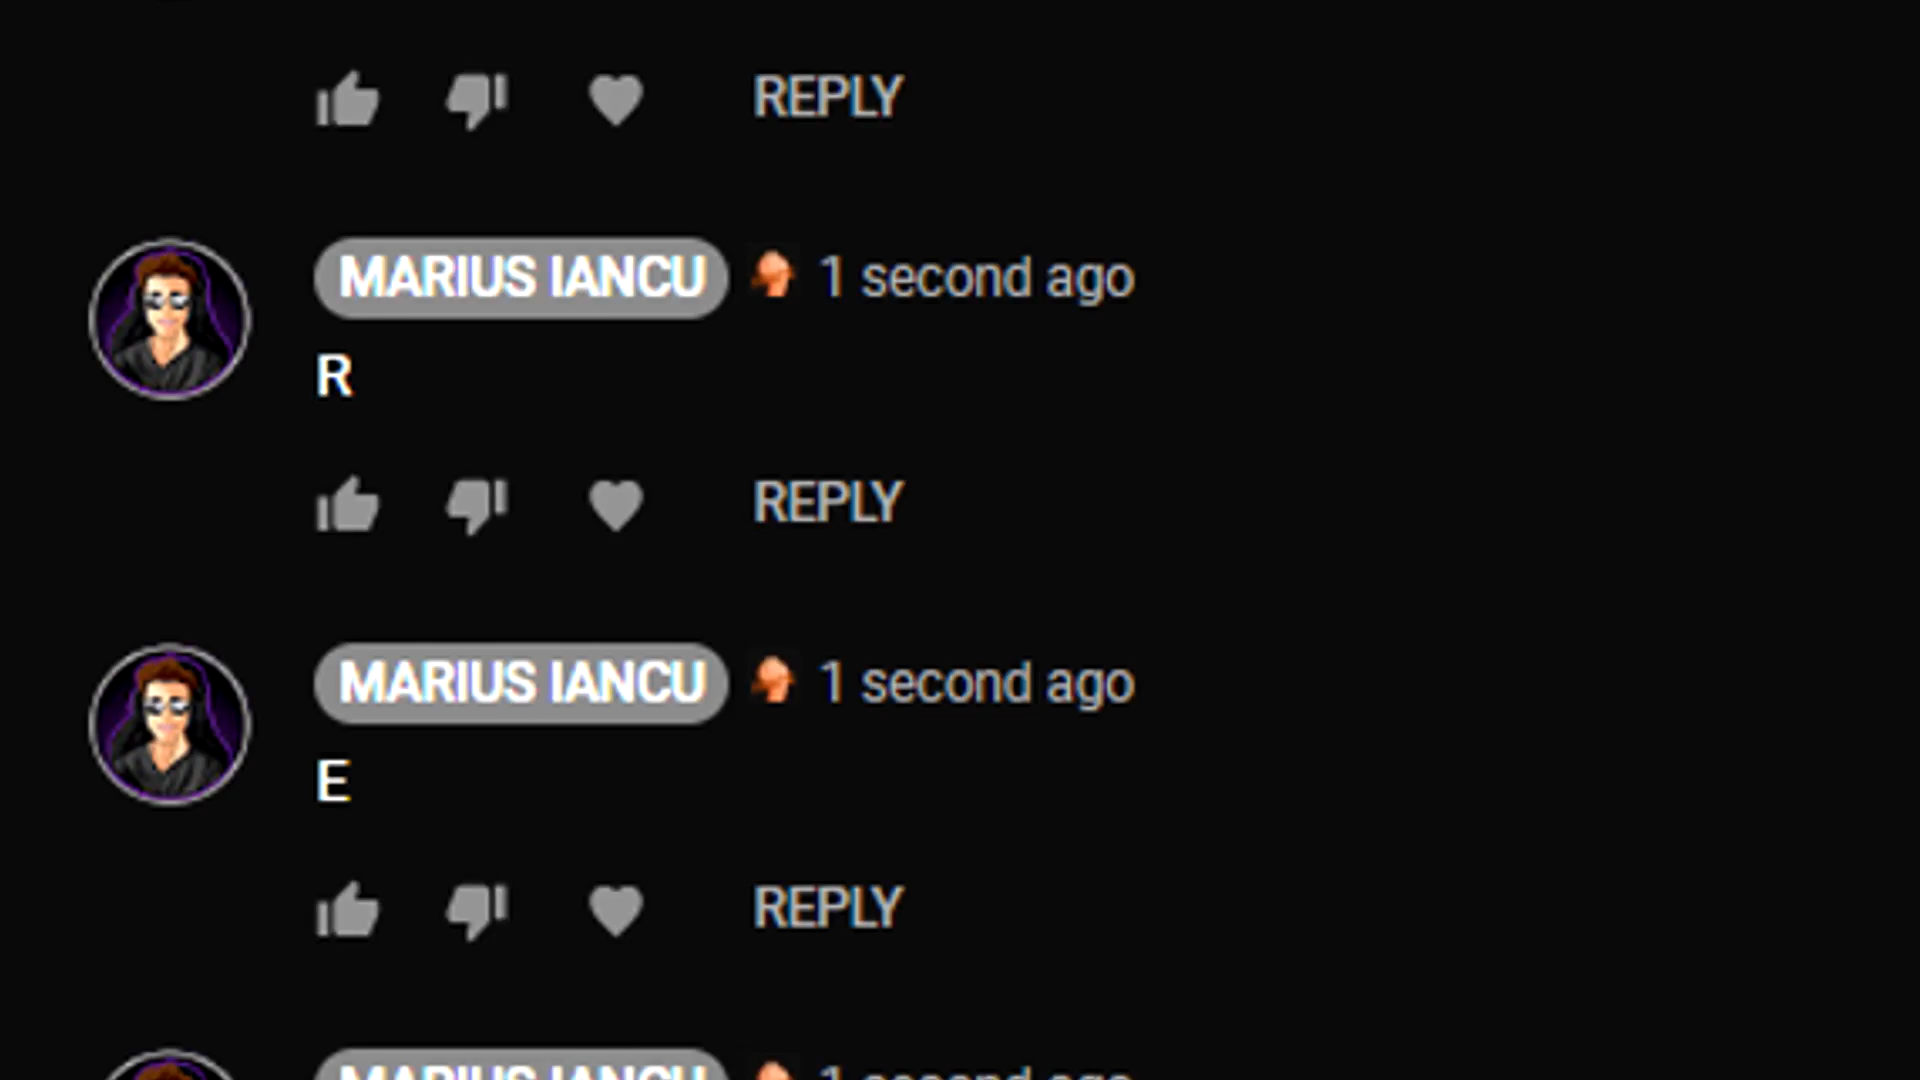 REPLY
MARIUS IANCU 1 second ago
R
REPLY
MARIUS IANCU 1 second ago
E
REPLY
MARIUS IANCU 1 second ago